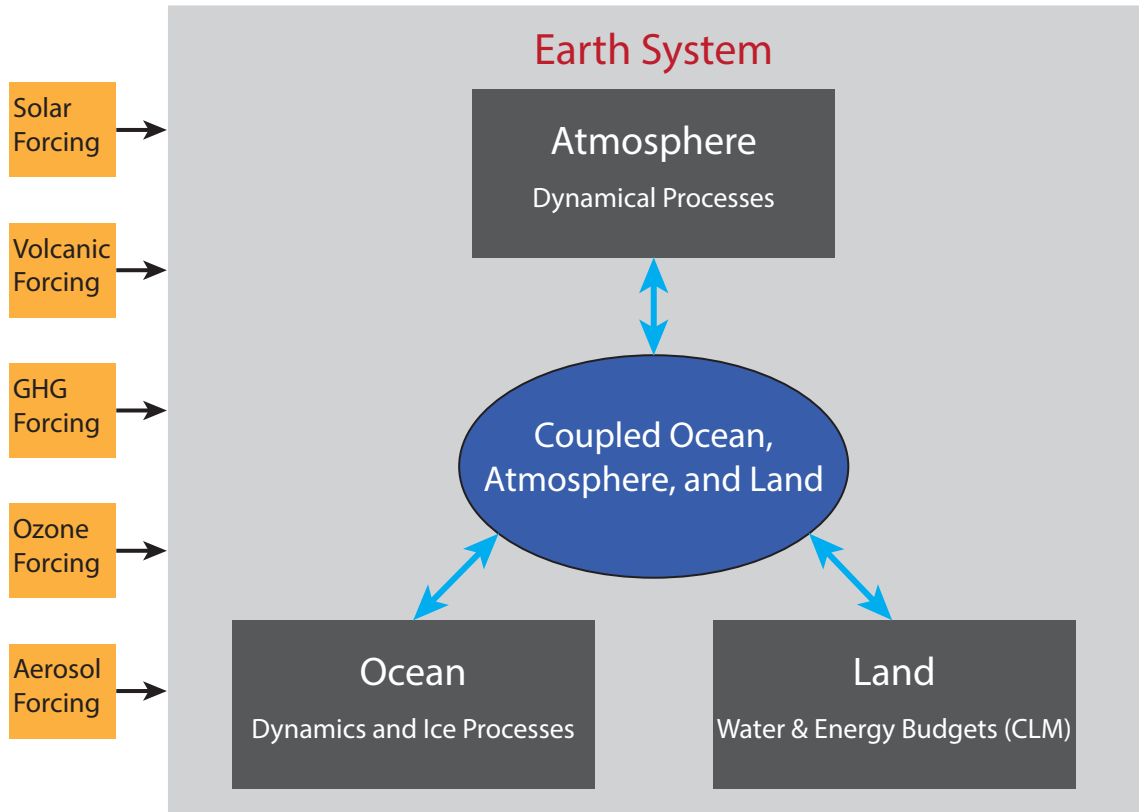 Earth System
Solar
Forcing
Volcanic
Forcing
GHG
Forcing
Ozone
Forcing
Aerosol
Forcing
Atmosphere
Dynamical Processes
Coupled Ocean,
Atmosphere, and Land
Ocean
Dynamics and Ice Processes
Land
Water & Energy Budgets (CLM)